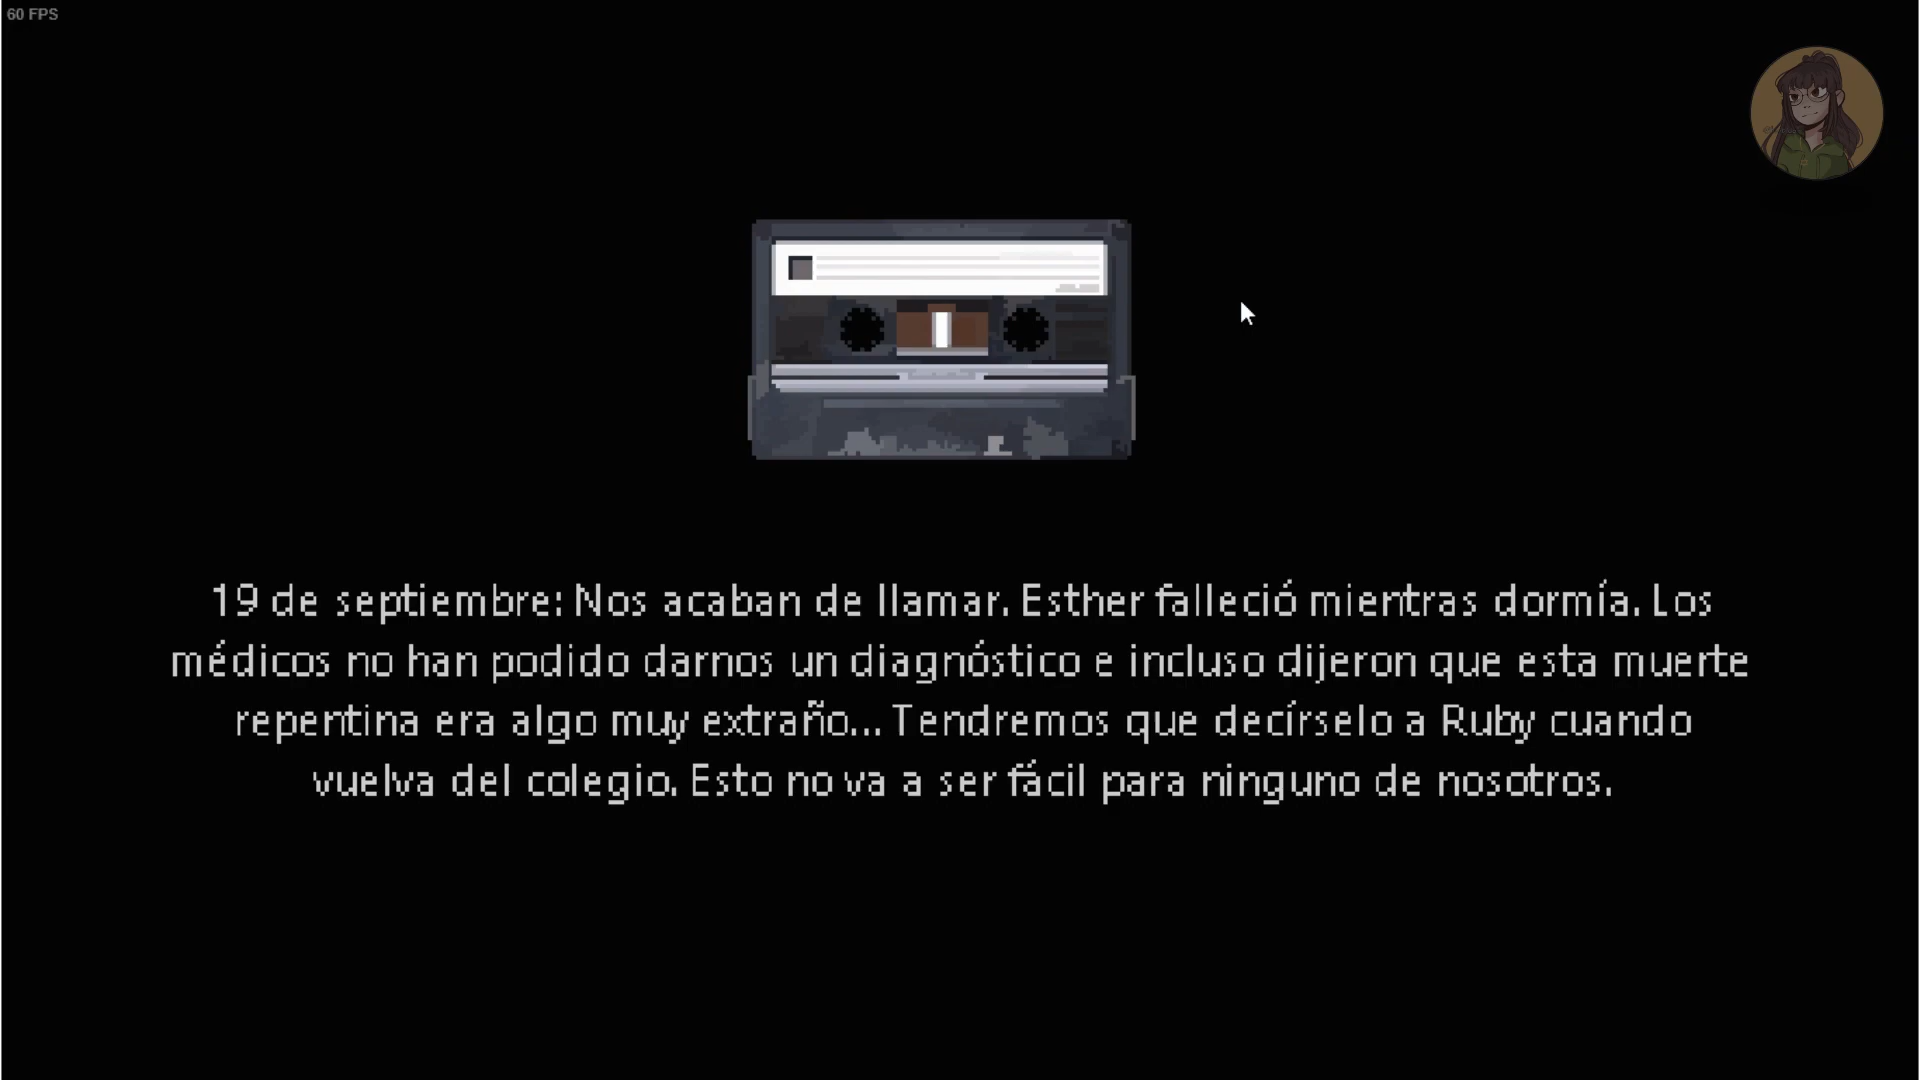 60 FPS
19 de septiembre: Nos acaban de llamar. Esther falleció mientras dormía. Los
médicos no han podido darnos un diagnóstico e incluso dijeron que esta muerte
repentina era algo muy extraño... Tendremos que decírselo a Ruby cuando
vuelva del colegio. Esto no va a ser fácil para ninguno de nosotros.